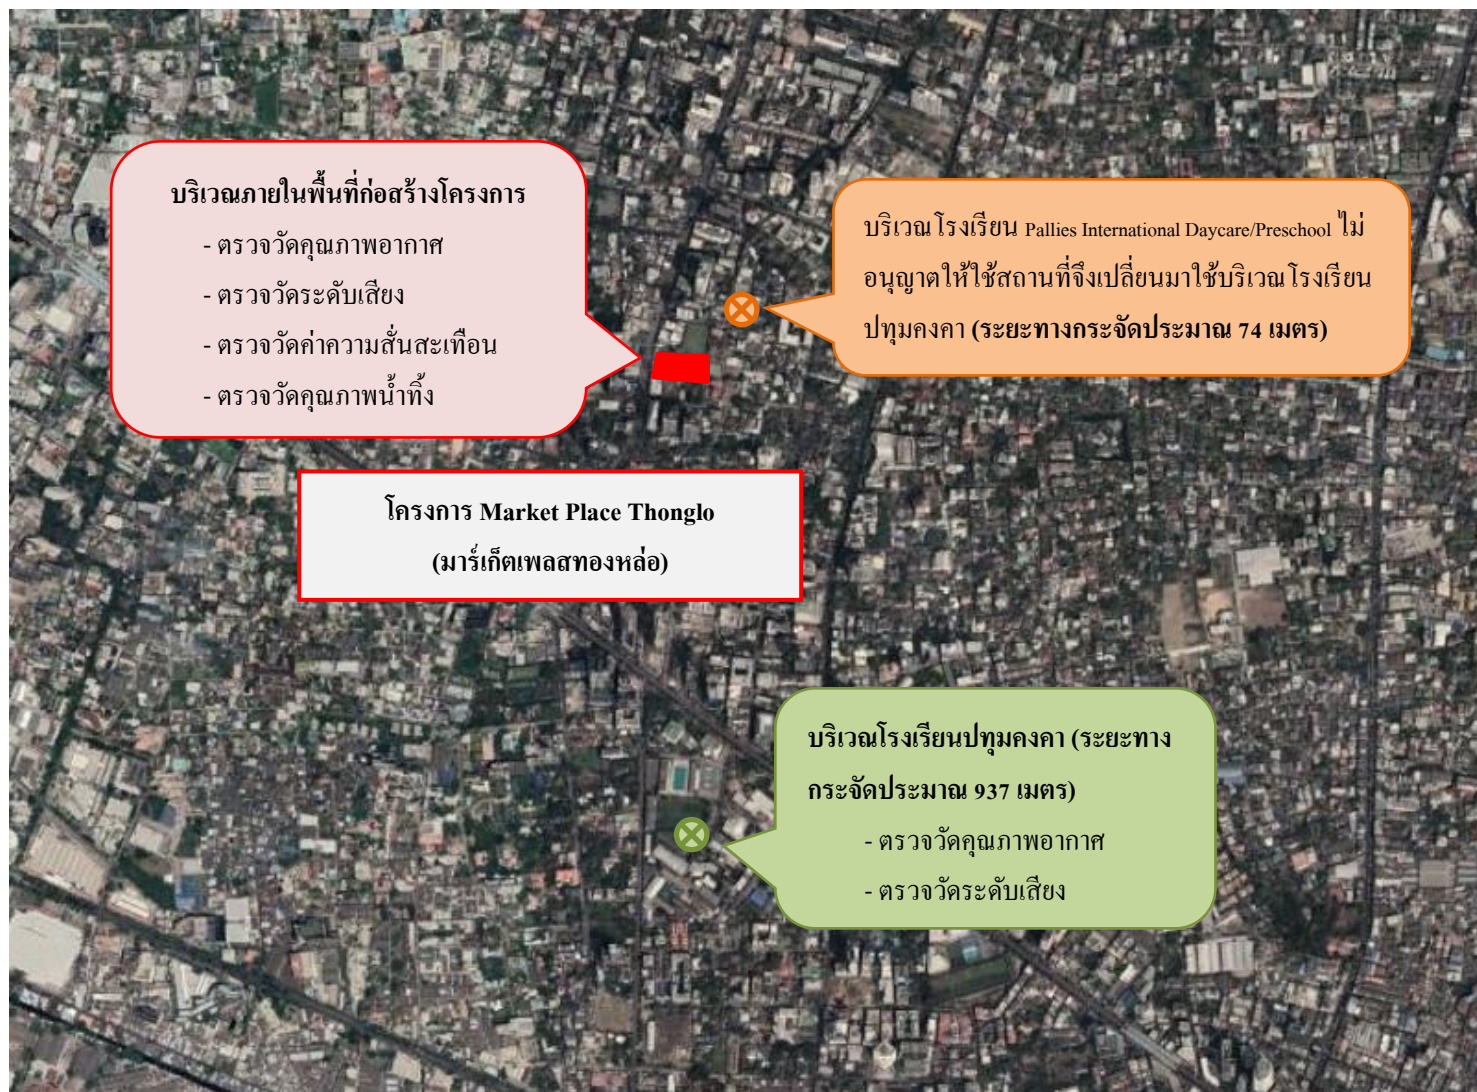 บริเวณภายในพื้นที่ก่อสร้างโครงการ
- ตรวจวัดคุณภาพอากาศ
- ตรวจวัดระดับเสียง
- ตรวจวัดค่าความสั่นสะเทือน
- ตรวจวัดคุณภาพน้ำทิ้ง
บริเวณโรงเรียน Pallies International Daycare/Preschool ไม่
อนุญาตให้ใช้สถานที่จึงเปลี่ยนมาใช้บริเวณโรงเรียน
ปทุมคงคา (ระยะทางกระจัดประมาณ 74 เมตร)
โครงการ Market Place Thonglo
(มาร์เก็ตเพลสทองหล่อ)
บริเวณโรงเรียนปทุมคงคา (ระยะทาง
กระจัดประมาณ 937 เมตร)
- ตรวจวัดคุณภาพอากาศ
- ตรวจวัดระดับเสียง